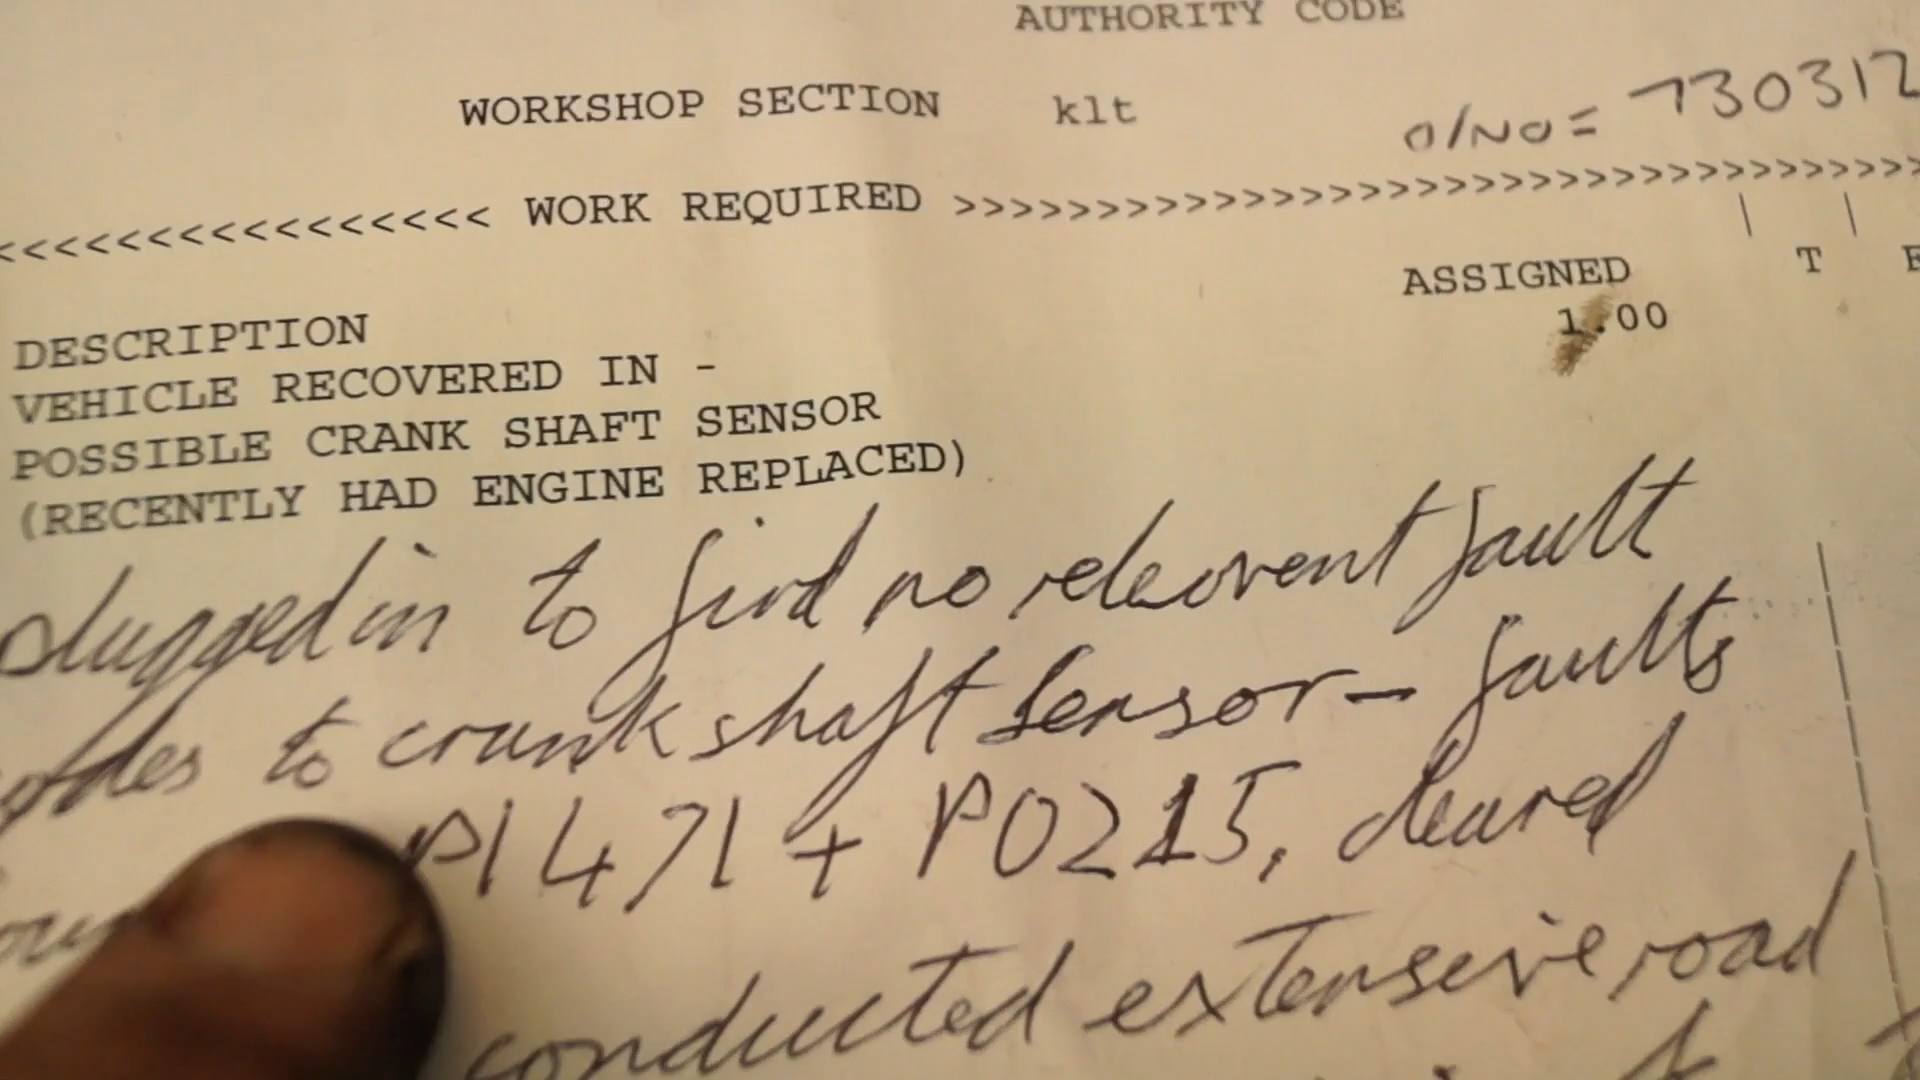 AUTHORITY CODE
WORKSHOP SECTION klt
O/NO = 730312
<<<<<<<<<<<<<<<< WORK REQUIRED >>>>>>>>>>>>>>>>>>>>>>>>>>>>>>>>>>
ASSIGNED T
1.00
DESCRIPTION
VEHICLE RECOVERED IN -
POSSIBLE CRANK SHAFT SENSOR
(RECENTLY HAD ENGINE REPLACED)
plugged in to find no relevent fault
codes to crank shaft sensor - faults
P1471 + P0215, cleared
conducted extensive road